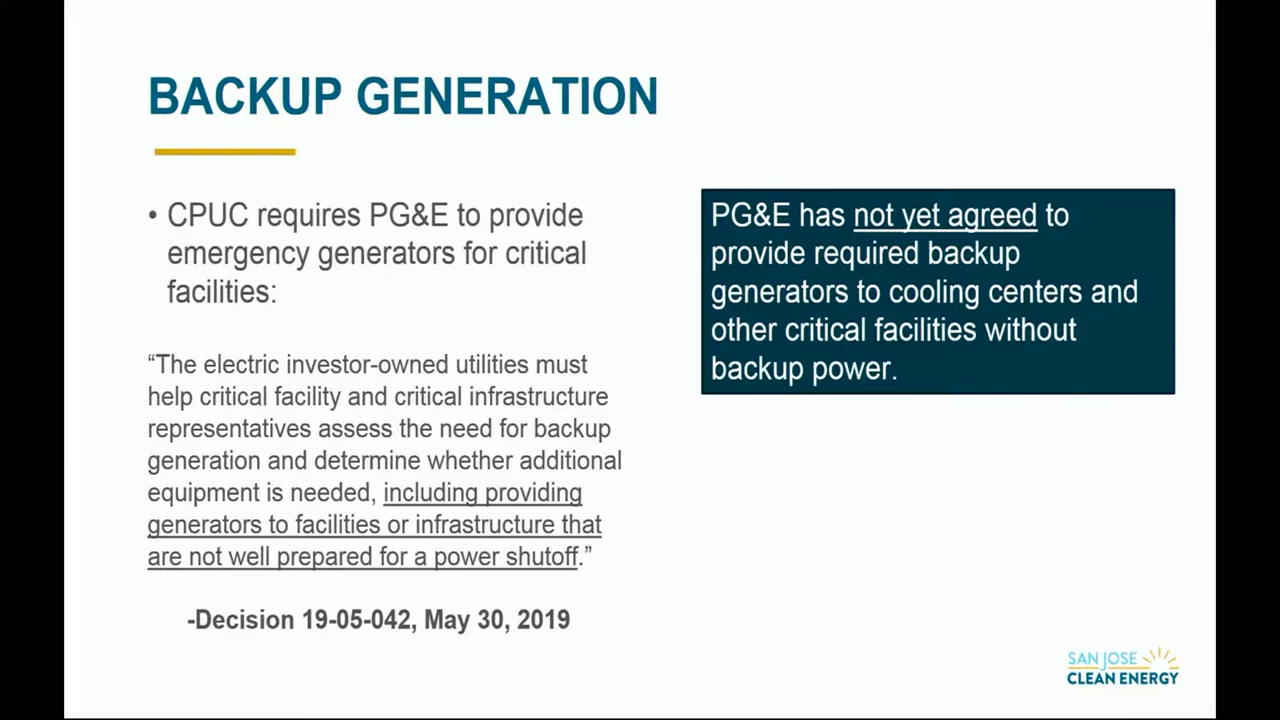 BACKUP GENERATION
• CPUC requires PG&E to provide
emergency generators for critical
facilities:
“The electric investor-owned utilities must
help critical facility and critical infrastructure
representatives assess the need for backup
generation and determine whether additional
equipment is needed, including providing
generators to facilities or infrastructure that
are not well prepared for a power shutoff.”
-Decision 19-05-042, May 30, 2019
PG&E has not yet agreed to
provide required backup
generators to cooling centers and
other critical facilities without
backup power.
SAN JOSE
CLEAN ENERGY